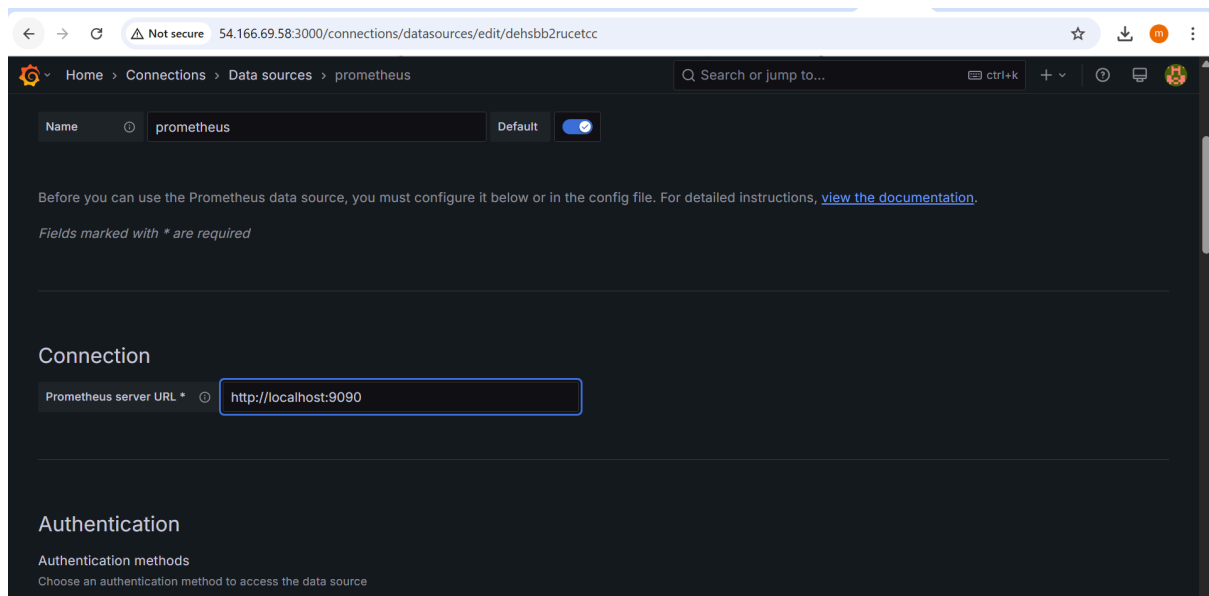 Not secure 54.166.69.58:3000/connections/datasources/edit/dehsbb2rucetcc
m
Home › Connections › Data sources › prometheus Search or jump to... ctrl+k
Name prometheus Default
Before you can use the Prometheus data source, you must configure it below or in the config file. For detailed instructions, view the documentation.
Fields marked with * are required
Connection
Prometheus server URL * http://localhost:9090
Authentication
Authentication methods
Choose an authentication method to access the data source